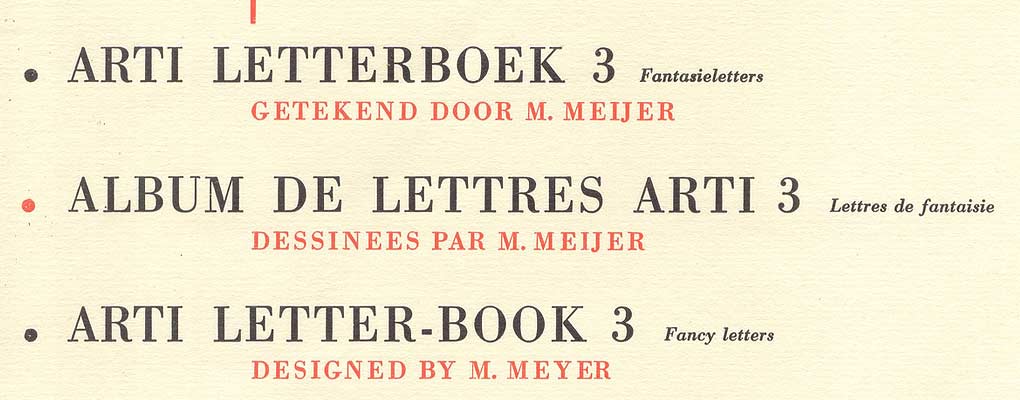 ARTI LETTERBOEK 3 Fantasieletters
GETEKEND DOOR M. MEIJER
ALBUM DE LETTRES ARTI 3 Lettres de fantaisie
DESSINEES PAR M. MEIJER
ARTI LETTER-BOOK 3 Fancy letters
DESIGNED BY M. MEYER